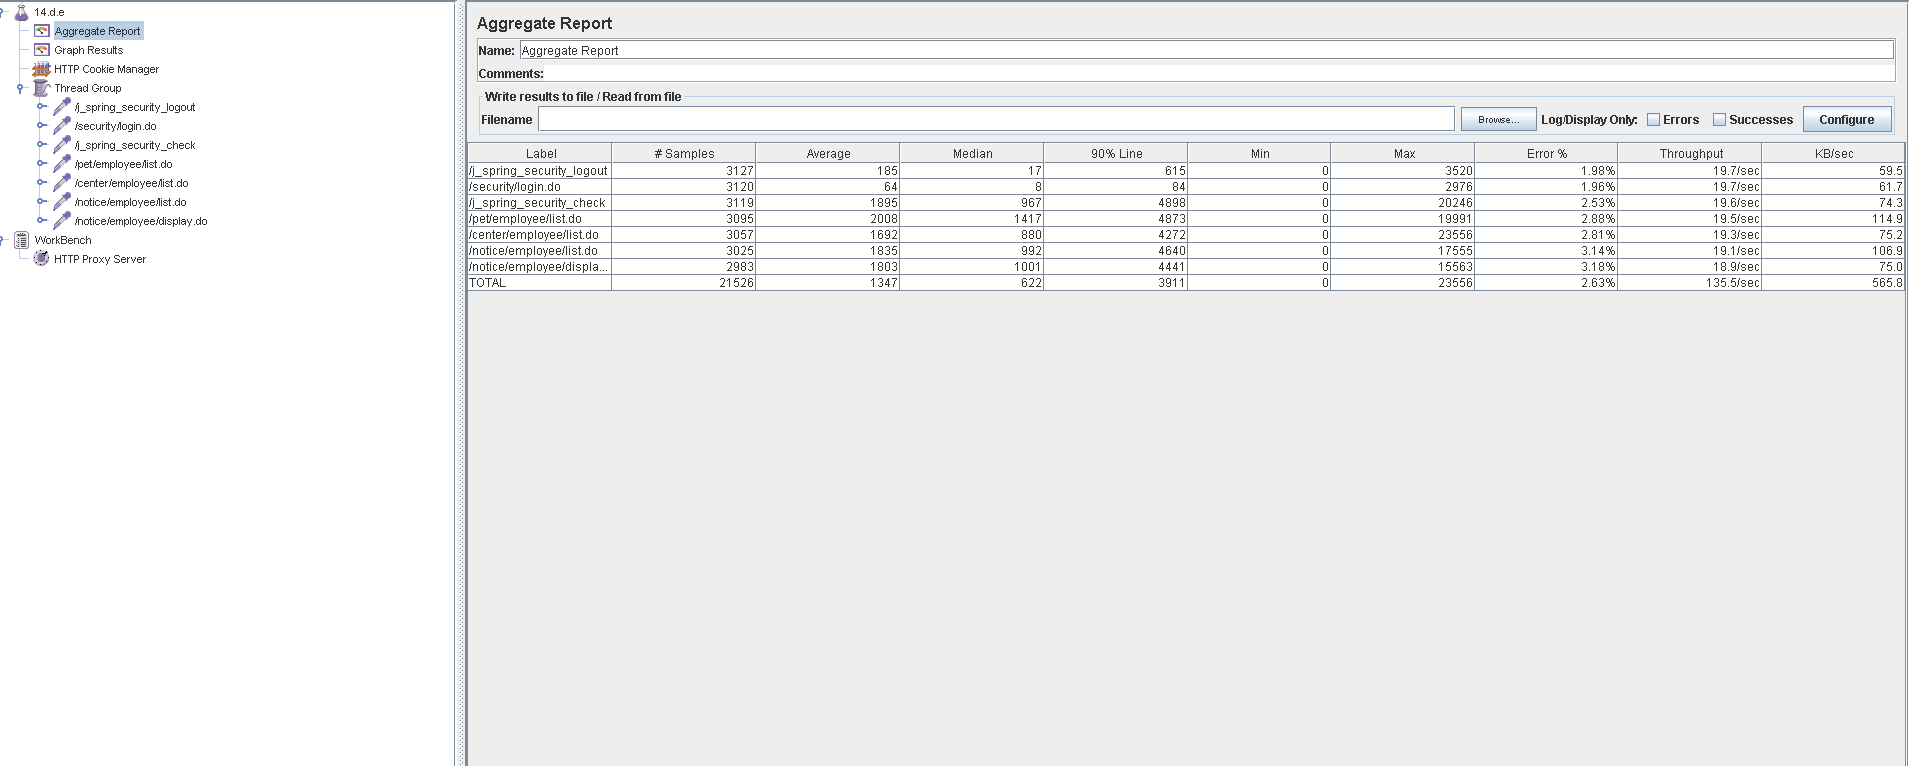 14.d.e
Aggregate Report
Graph Results
HTTP Cookie Manager
Thread Group
/j_spring_security_logout
/security/login.do
/j_spring_security_check
/pet/employee/list.do
/center/employee/list.do
/notice/employee/list.do
/notice/employee/display.do
WorkBench
HTTP Proxy Server
Aggregate Report
Name: Aggregate Report
Comments:
Write results to file / Read from file
Filename Browse... Log/Display Only: Errors Successes Configure
Label # Samples Average Median 90% Line Min Max Error % Throughput KB/sec
/j_spring_security_logout 3127 185 17 615 0 3520 1.98% 19.7/sec 59.5
/security/login.do 3120 64 8 84 0 2976 1.96% 19.7/sec 61.7
/j_spring_security_check 3119 1895 967 4898 0 20246 2.53% 19.6/sec 74.3
/pet/employee/list.do 3095 2008 1417 4873 0 19991 2.88% 19.5/sec 114.9
/center/employee/list.do 3057 1692 880 4272 0 23556 2.81% 19.3/sec 75.2
/notice/employee/list.do 3025 1835 992 4640 0 17555 3.14% 19.1/sec 106.9
/notice/employee/displa... 2983 1803 1001 4441 0 15563 3.18% 18.9/sec 75.0
TOTAL 21526 1347 622 3911 0 23556 2.63% 135.5/sec 565.8